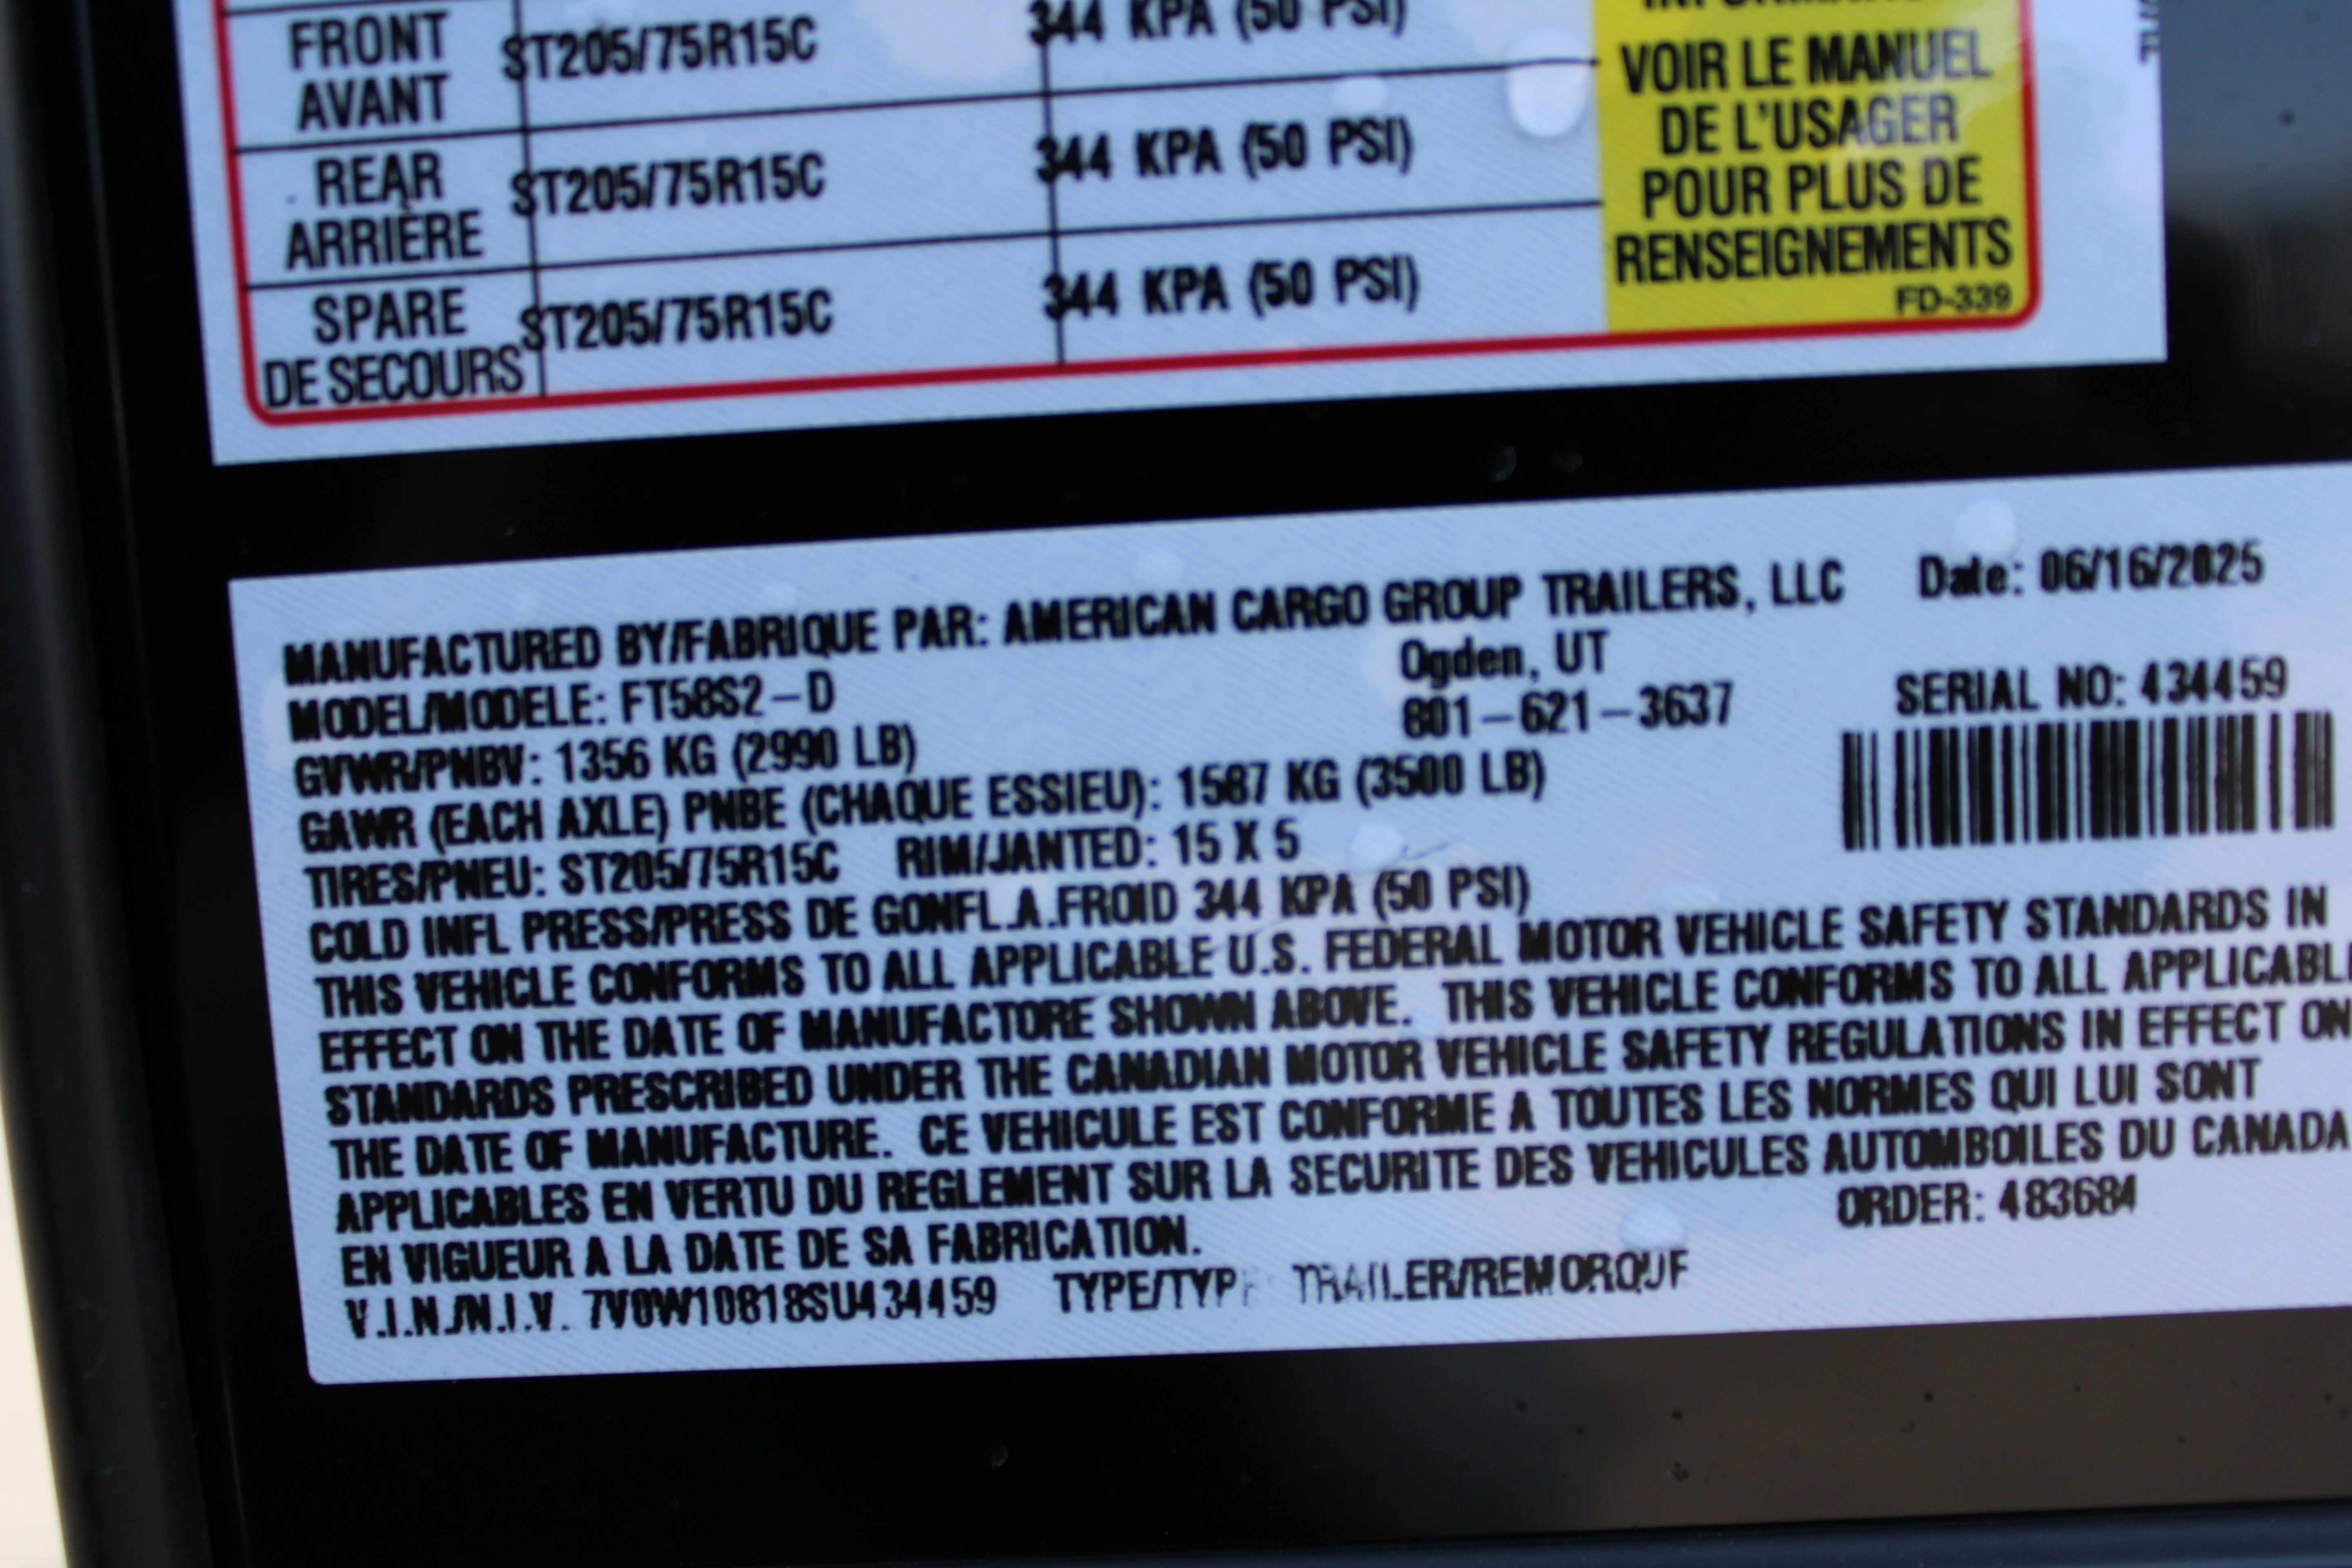 FRONT AVANT ST205/75R15C 344 KPA (50 PSI)
REAR ARRIÈRE ST205/75R15C 344 KPA (50 PSI)
SPARE DE SECOURS ST205/75R15C 344 KPA (50 PSI)
VOIR LE MANUEL
DE L'USAGER
POUR PLUS DE
RENSEIGNEMENTS
FD-339
MANUFACTURED BY/FABRIQUE PAR: AMERICAN CARGO GROUP TRAILERS, LLC Date: 06/16/2025
Ogden, UT
MODEL/MODELE: FT58S2-D 801-621-3637 SERIAL NO: 434459
GVWR/PNBV: 1356 KG (2990 LB)
GAWR (EACH AXLE) PNBE (CHAQUE ESSIEU): 1587 KG (3500 LB)
TIRES/PNEU: ST205/75R15C RIM/JANTED: 15 X 5
COLD INFL PRESS/PRESS DE GONFL.A.FROID 344 KPA (50 PSI)
THIS VEHICLE CONFORMS TO ALL APPLICABLE U.S. FEDERAL MOTOR VEHICLE SAFETY STANDARDS IN
EFFECT ON THE DATE OF MANUFACTORE SHOWN ABOVE. THIS VEHICLE CONFORMS TO ALL APPLICABLE
STANDARDS PRESCRIBED UNDER THE CANADIAN MOTOR VEHICLE SAFETY REGULATIONS IN EFFECT ON
THE DATE OF MANUFACTURE. CE VEHICULE EST CONFORME A TOUTES LES NORMES QUI LUI SONT
APPLICABLES EN VERTU DU REGLEMENT SUR LA SECURITE DES VEHICULES AUTOMBOILES DU CANADA
EN VIGUEUR A LA DATE DE SA FABRICATION. ORDER: 483684
V.I.N./N.I.V. 7V0W10818SU434459 TYPE/TYPE TRAILER/REMORQUE